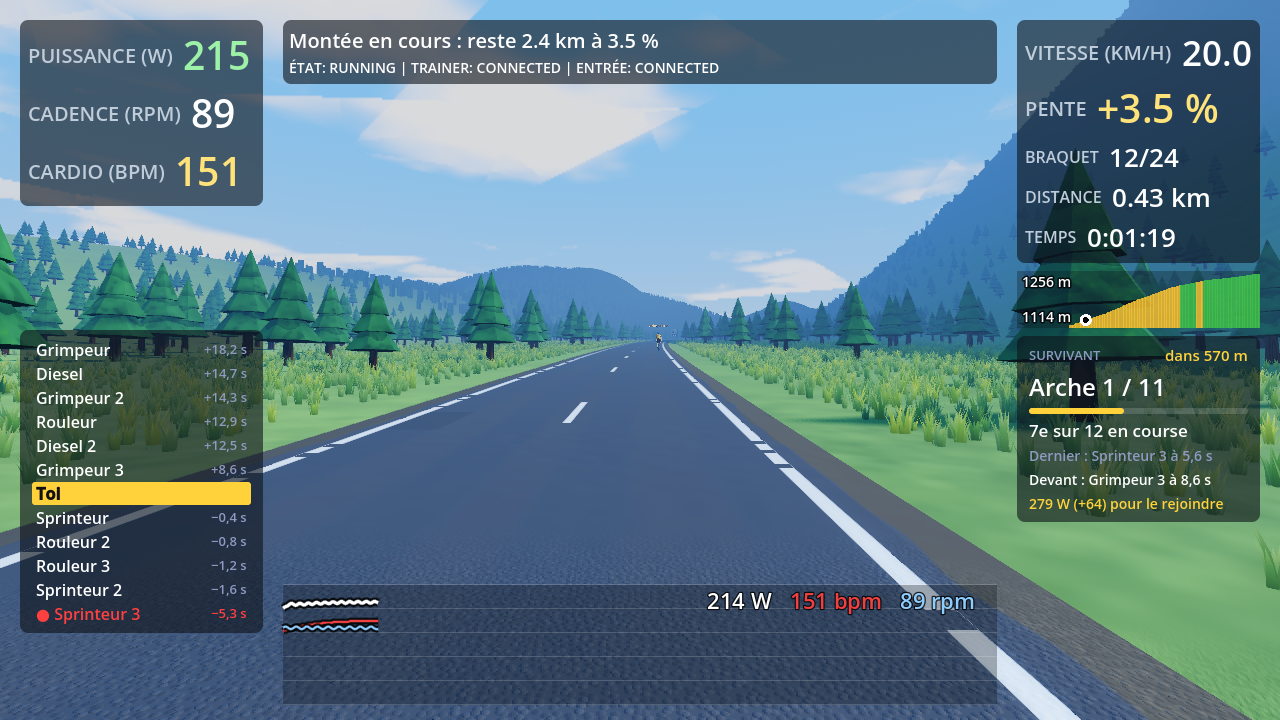 PUISSANCE (W) 215
CADENCE (RPM) 89
CARDIO (BPM) 151
Montée en cours : reste 2.4 km à 3.5 %
ÉTAT: RUNNING | TRAINER: CONNECTED | ENTRÉE: CONNECTED
VITESSE (KM/H) 20.0
PENTE +3.5 %
BRAQUET 12/24
DISTANCE 0.43 km
TEMPS 0:01:19
1256 m
1114 m
SURVIVANT dans 570 m
Arche 1 / 11
7e sur 12 en course
Dernier : Sprinteur 3 à 5,6 s
Devant : Grimpeur 3 à 8,6 s
279 W (+64) pour le rejoindre
Grimpeur +18,2 s
Diesel +14,7 s
Grimpeur 2 +14,3 s
Rouleur +12,9 s
Diesel 2 +12,5 s
Grimpeur 3 +8,6 s
Toi
Sprinteur −0,4 s
Rouleur 2 −0,8 s
Rouleur 3 −1,2 s
Sprinteur 2 −1,6 s
Sprinteur 3 −5,3 s
214 W 151 bpm 89 rpm